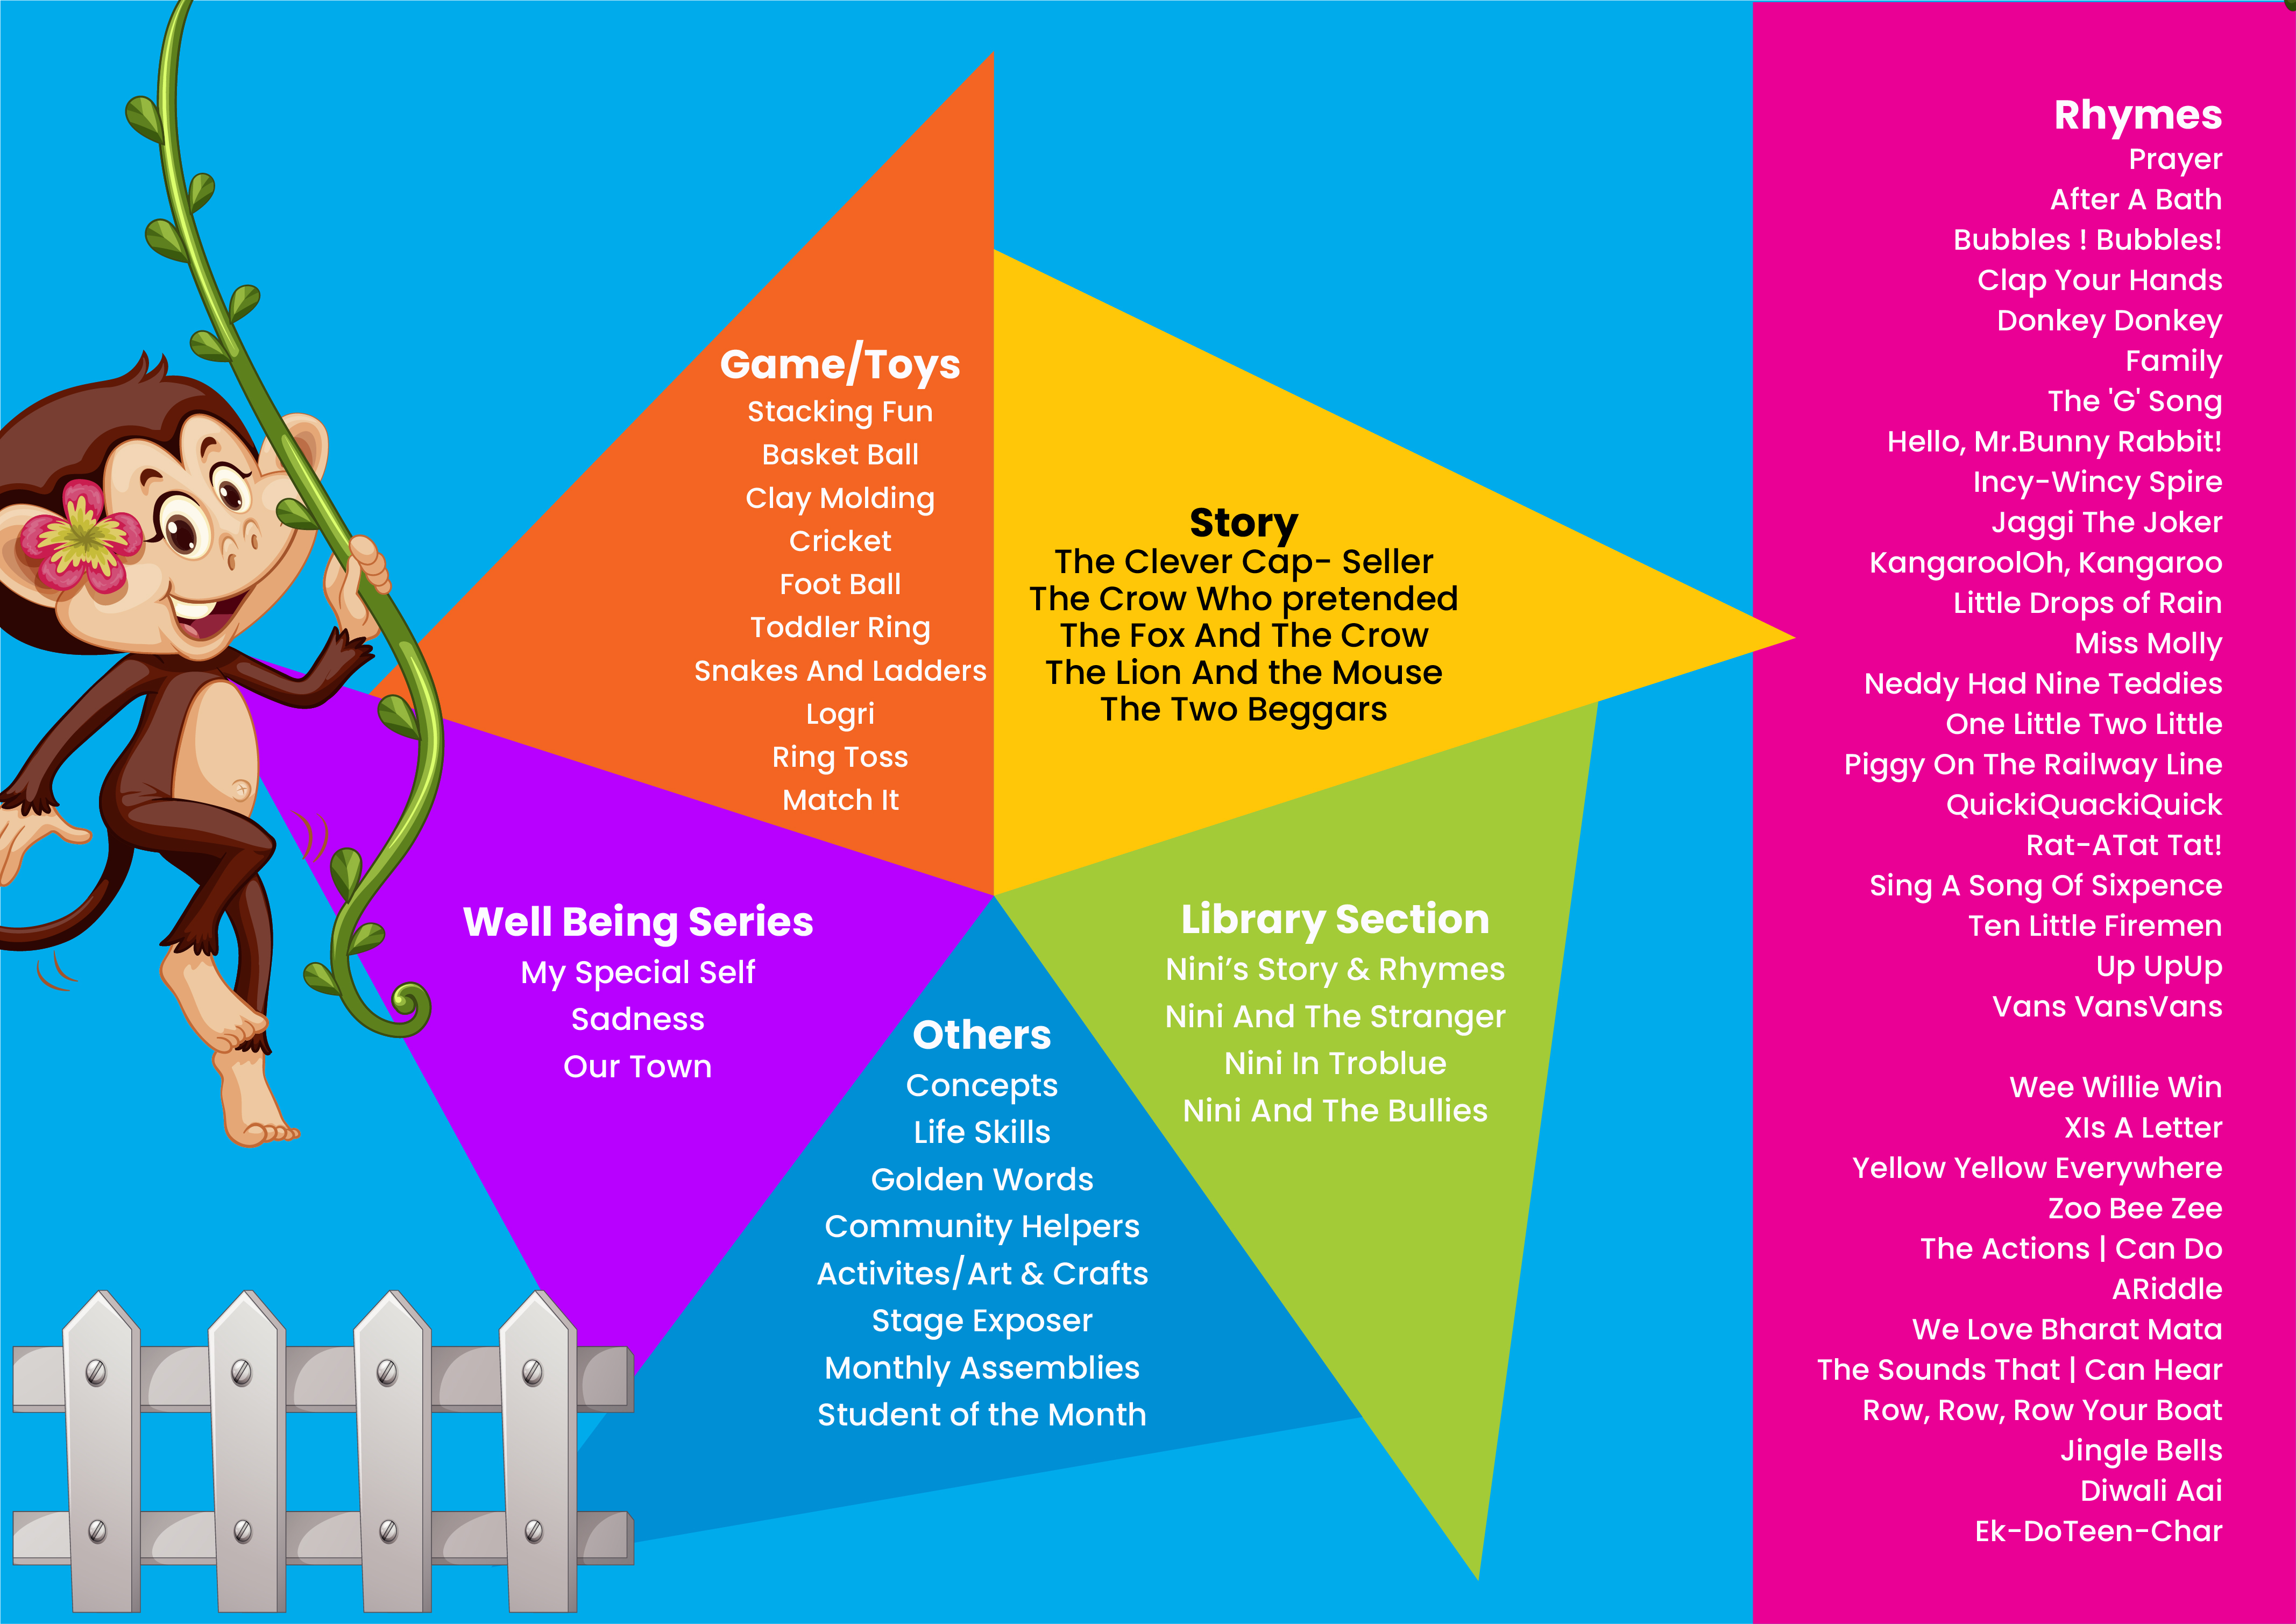 Game/Toys
Stacking Fun
Basket Ball
Clay Molding
Cricket
Foot Ball
Toddler Ring
Snakes And Ladders
Logri
Ring Toss
Match It
Story
The Clever Cap- Seller
The Crow Who pretended
The Fox And The Crow
The Lion And the Mouse
The Two Beggars
Well Being Series
My Special Self
Sadness
Our Town
Others
Concepts
Life Skills
Golden Words
Community Helpers
Activites/Art & Crafts
Stage Exposer
Monthly Assemblies
Student of the Month
Library Section
Nini’s Story & Rhymes
Nini And The Stranger
Nini In Troblue
Nini And The Bullies
Rhymes
Prayer
After A Bath
Bubbles ! Bubbles!
Clap Your Hands
Donkey Donkey
Family
The 'G' Song
Hello, Mr.Bunny Rabbit!
Incy-Wincy Spire
Jaggi The Joker
KangaroolOh, Kangaroo
Little Drops of Rain
Miss Molly
Neddy Had Nine Teddies
One Little Two Little
Piggy On The Railway Line
QuickiQuackiQuick
Rat-ATat Tat!
Sing A Song Of Sixpence
Ten Little Firemen
Up UpUp
Vans VansVans
Wee Willie Win
XIs A Letter
Yellow Yellow Everywhere
Zoo Bee Zee
The Actions | Can Do
ARiddle
We Love Bharat Mata
The Sounds That | Can Hear
Row, Row, Row Your Boat
Jingle Bells
Diwali Aai
Ek-DoTeen-Char